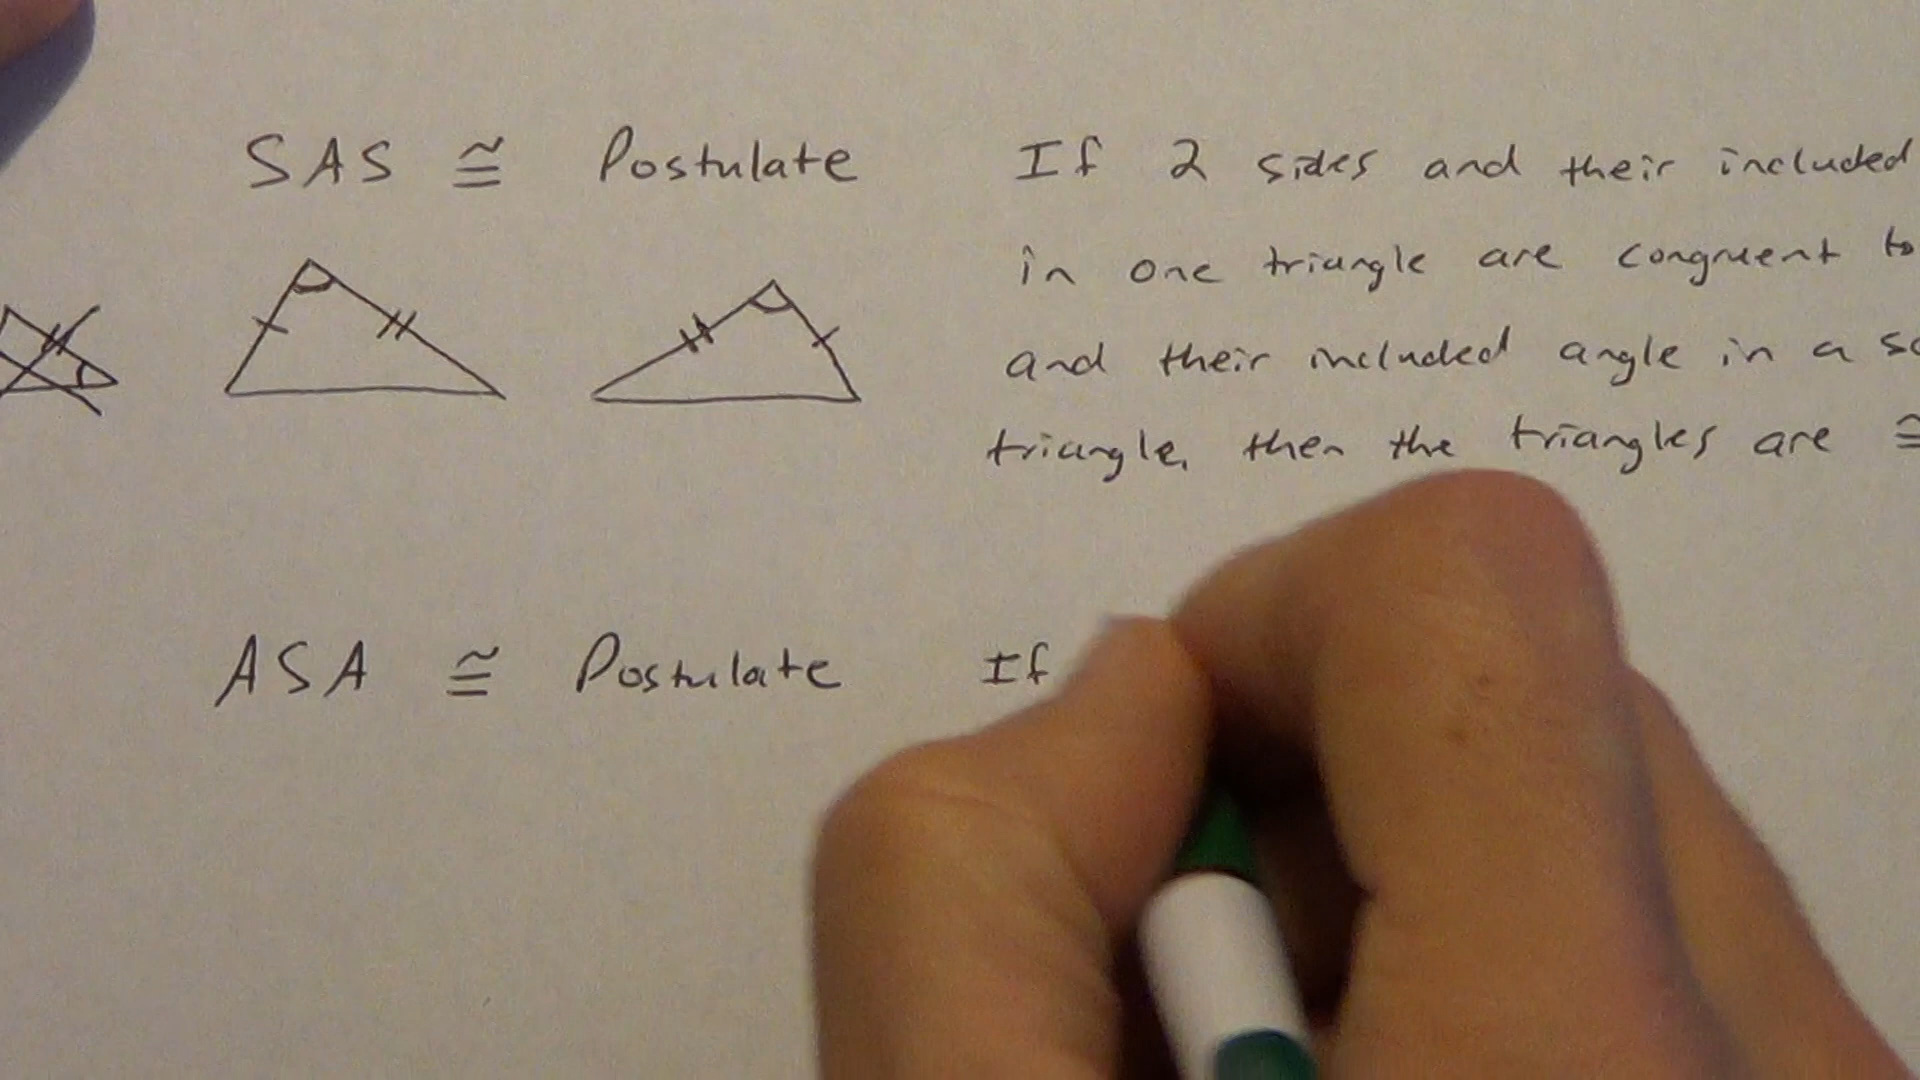 SAS ≅ Postulate If 2 sides and their included
in one triangle are congruent to
and their included angle in a
triangle, then the triangles are ≅
ASA ≅ Postulate If